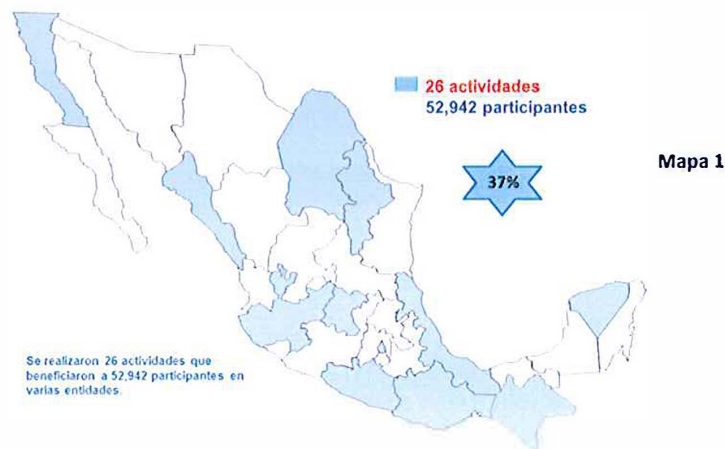 26 actividades
52,942 participantes
Mapa 1
37%
Se realizaron 26 actividades que
beneficiaron a 52,942 participantes en
varias entidades.